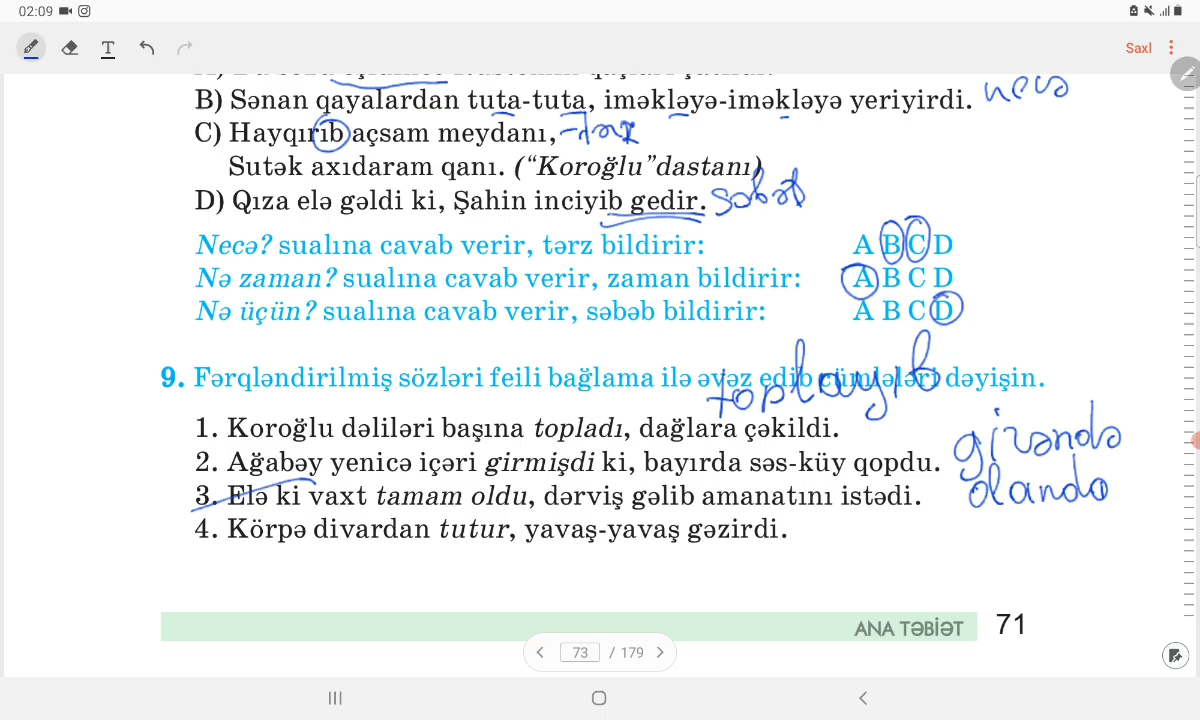 02:09
T
Saxl
B) Sənan qayalardan tuta-tuta, iməkləyə-iməkləyə yeriyirdi. necə
C) Hayqırıb açsam meydanı, -Tərz
Sutək axıdaram qanı. (“Koroğlu”dastanı)
D) Qıza elə gəldi ki, Şahin inciyib gedir. səbəb
Necə? sualına cavab verir, tərz bildirir: A B C D
Nə zaman? sualına cavab verir, zaman bildirir: A B C D
Nə üçün? sualına cavab verir, səbəb bildirir: A B C D
9. Fərqləndirilmiş sözləri feili bağlama ilə əvəz edib cümlələri dəyişin.
toplayıb
1. Koroğlu dəliləri başına topladı, dağlara çəkildi.
2. Ağabəy yenicə içəri girmişdi ki, bayırda səs-küy qopdu. girəndə
3. Elə ki vaxt tamam oldu, dərviş gəlib amanatını istədi. olanda
4. Körpə divardan tutur, yavaş-yavaş gəzirdi.
ANA TƏBİƏT 71
73 / 179